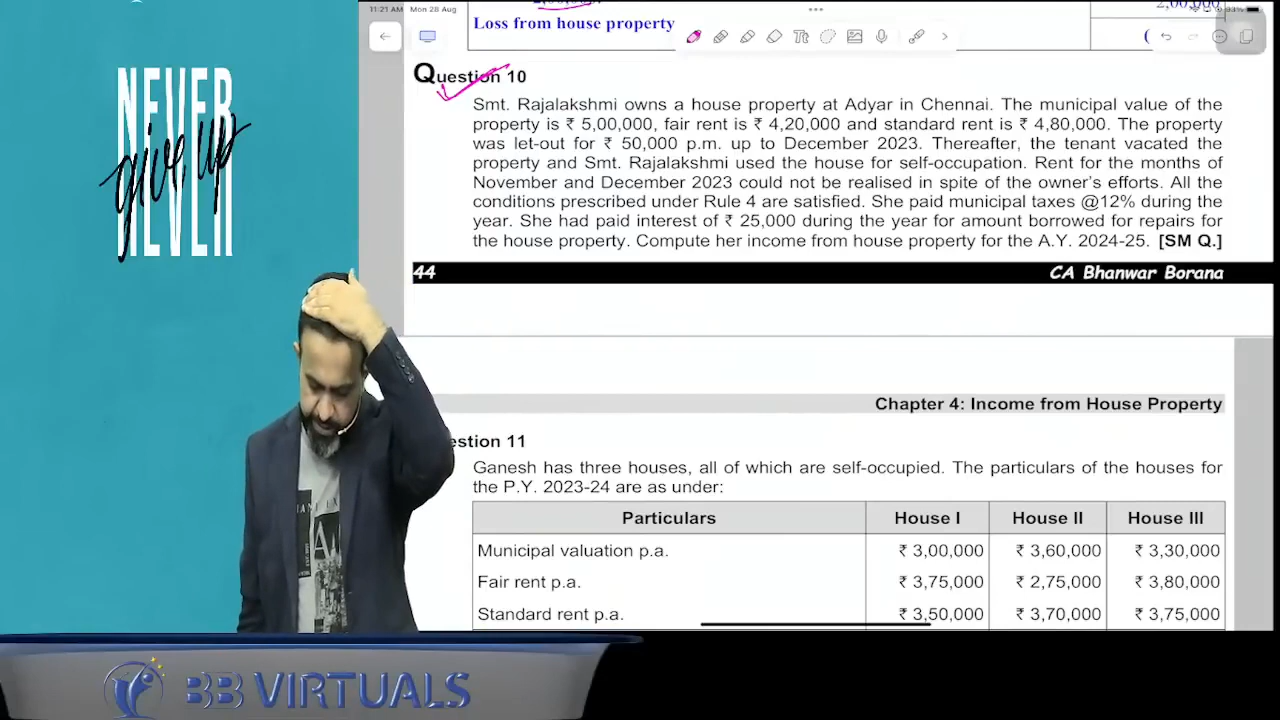 11:21 AM Mon 28 Aug
93%
Loss from house property
Question 10
Smt. Rajalakshmi owns a house property at Adyar in Chennai. The municipal value of the
property is ₹ 5,00,000, fair rent is ₹ 4,20,000 and standard rent is ₹ 4,80,000. The property
was let-out for ₹ 50,000 p.m. up to December 2023. Thereafter, the tenant vacated the
property and Smt. Rajalakshmi used the house for self-occupation. Rent for the months of
November and December 2023 could not be realised in spite of the owner's efforts. All the
conditions prescribed under Rule 4 are satisfied. She paid municipal taxes @12% during the
year. She had paid interest of ₹ 25,000 during the year for amount borrowed for repairs for
the house property. Compute her income from house property for the A.Y. 2024-25. [SM Q.]
44 CA Bhanwar Borana
Chapter 4: Income from House Property
estion 11
Ganesh has three houses, all of which are self-occupied. The particulars of the houses for
the P.Y. 2023-24 are as under:
Particulars House I House II House III
Municipal valuation p.a. ₹ 3,00,000 ₹ 3,60,000 ₹ 3,30,000
Fair rent p.a. ₹ 3,75,000 ₹ 2,75,000 ₹ 3,80,000
Standard rent p.a. ₹ 3,50,000 ₹ 3,70,000 ₹ 3,75,000
NEVER
give up
NEVER
BB VIRTUALS